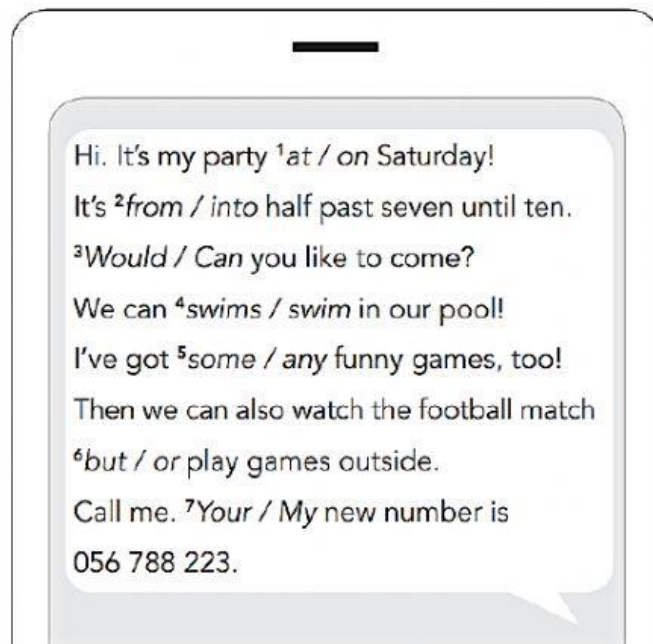 Hi. It's my party ¹at / on Saturday!
It's ²from / into half past seven until ten.
³Would / Can you like to come?
We can ⁴swims / swim in our pool!
I've got ⁵some / any funny games, too!
Then we can also watch the football match
⁶but / or play games outside.
Call me. ⁷Your / My new number is
056 788 223.